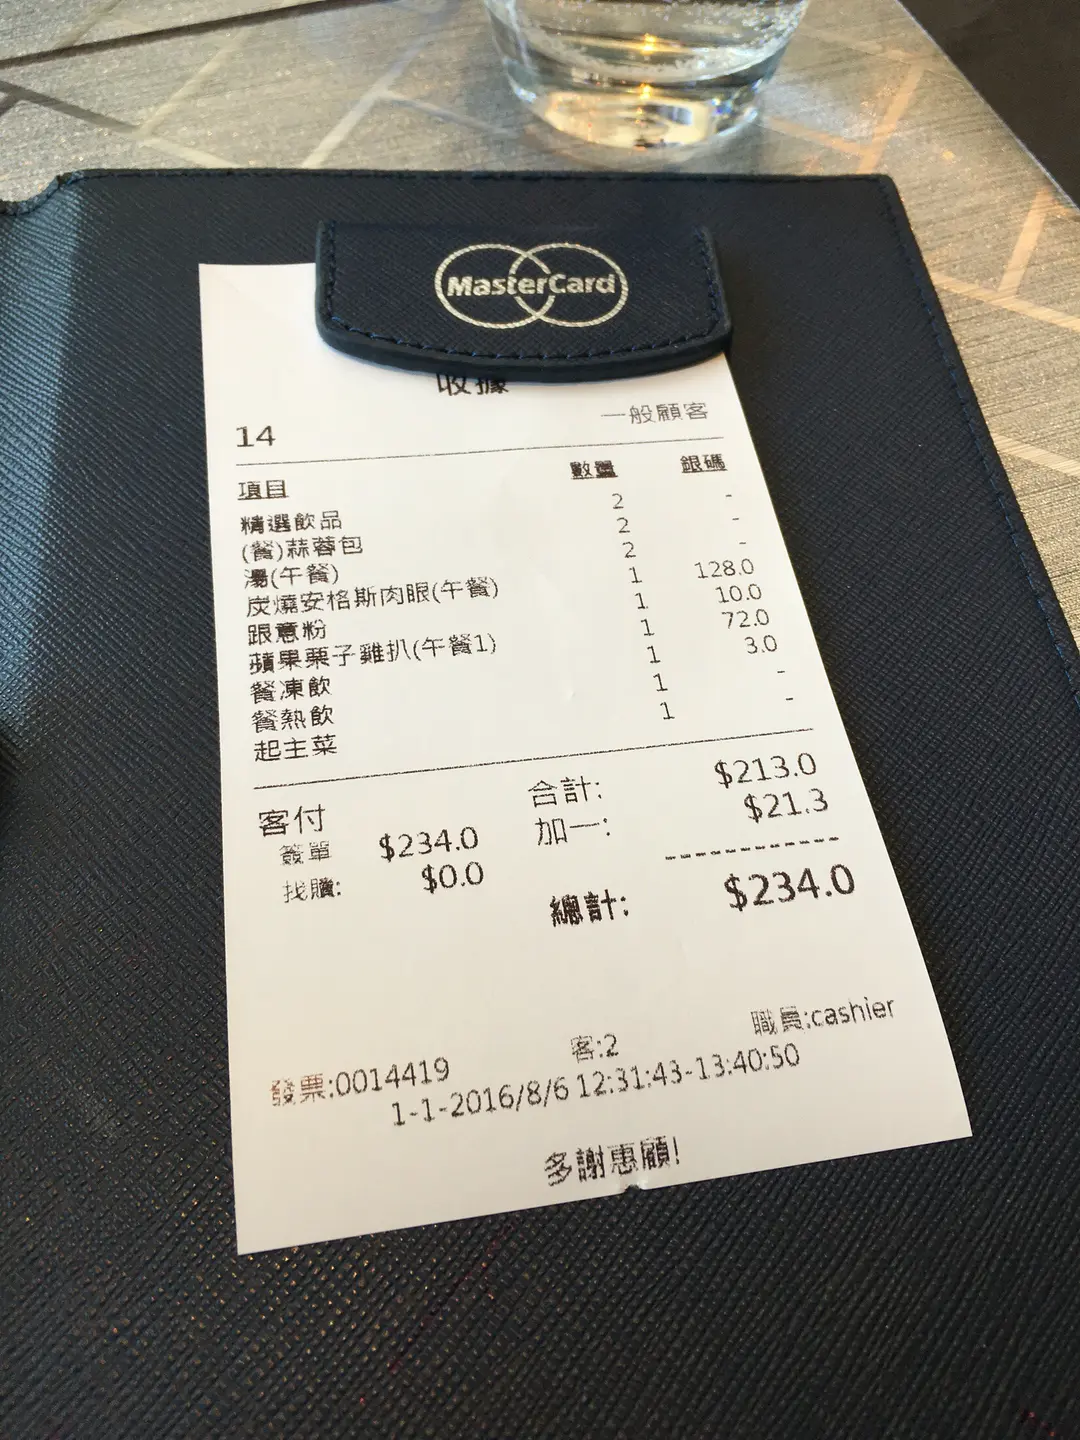 MasterCard
收據
一般顧客
14
項目 數量 銀碼
精選飲品 2 -
(餐)蒜蓉包 2 -
湯(午餐) 2 -
炭燒安格斯肉眼(午餐) 1 128.0
跟意粉 1 10.0
蘋果栗子雞扒(午餐1) 1 72.0
餐凍飲 1 3.0
餐熱飲 1 -
起主菜 1 -
合計: $213.0
加一: $21.3
------------
總計: $234.0
客付
簽單 $234.0
找贖: $0.0
職員:cashier
發票:0014419 客:2
1-1-2016/8/6 12:31:43-13:40:50
多謝惠顧!